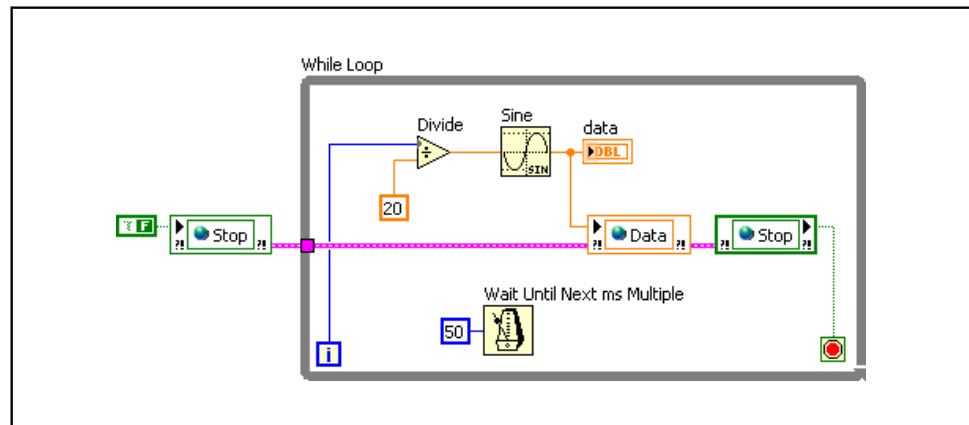 While Loop
Divide
Sine
data
÷
SIN
DBL
20
F
Stop
?!
?!
?!
Data
?!
?!
Stop
?!
Wait Until Next ms Multiple
50
i